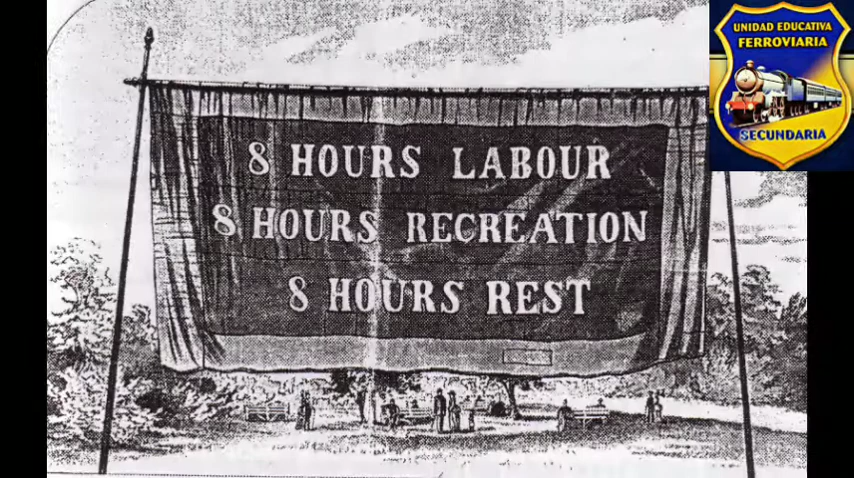 8 HOURS LABOUR
8 HOURS RECREATION
8 HOURS REST
UNIDAD EDUCATIVA
FERROVIARIA
SECUNDARIA